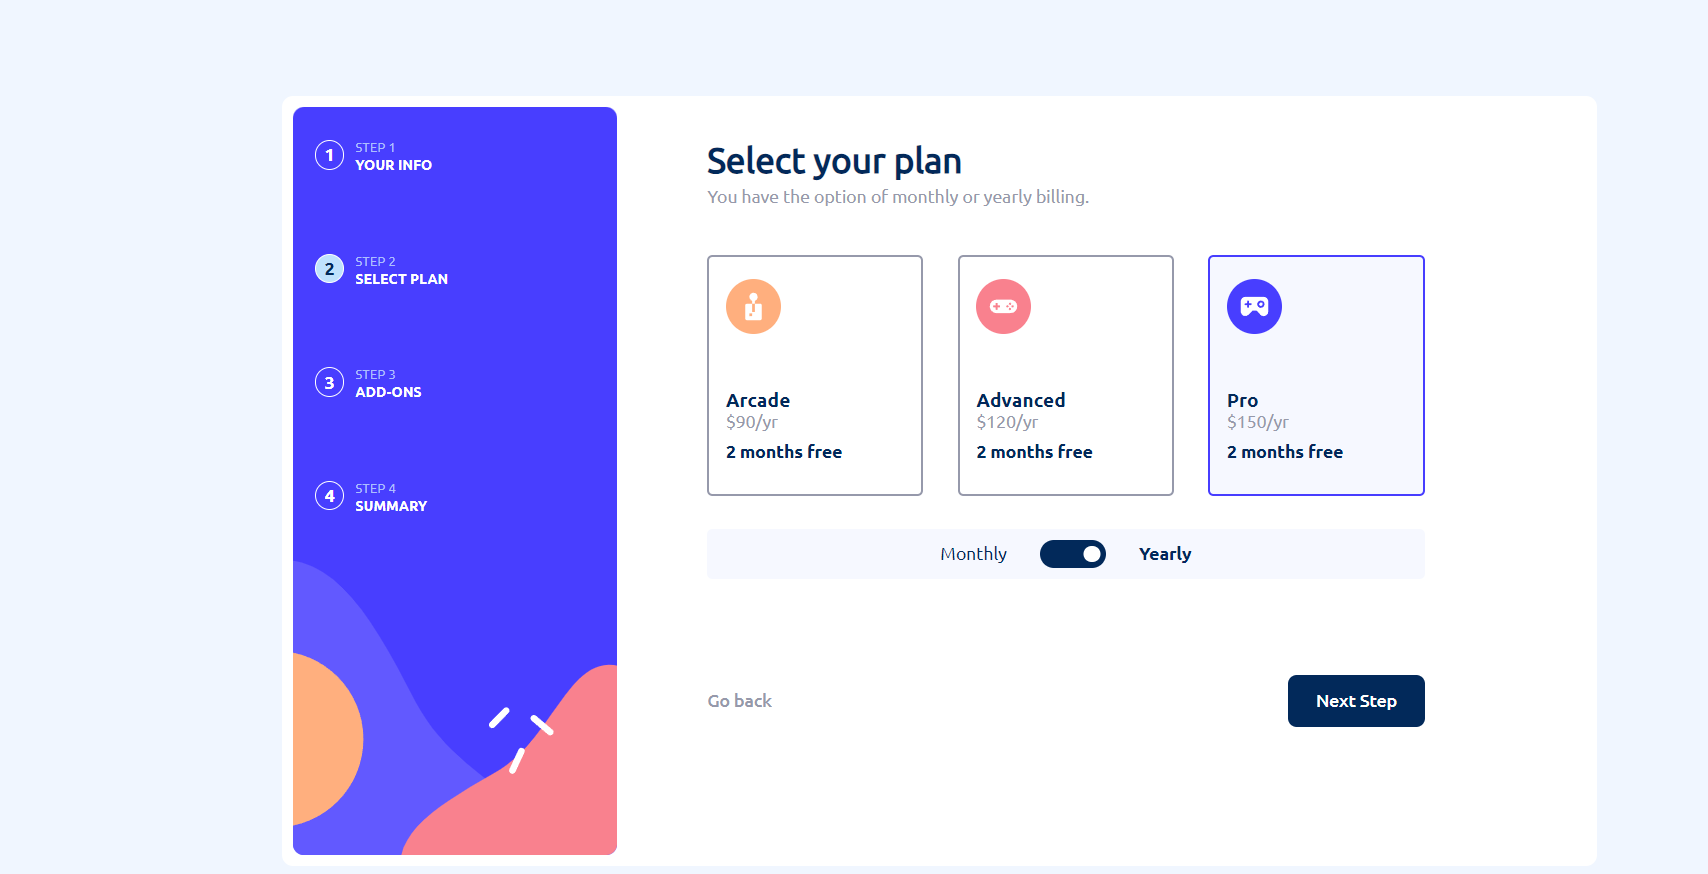 1
STEP 1
YOUR INFO
2
STEP 2
SELECT PLAN
3
STEP 3
ADD-ONS
4
STEP 4
SUMMARY
Select your plan
You have the option of monthly or yearly billing.
Arcade
$90/yr
2 months free
Advanced
$120/yr
2 months free
Pro
$150/yr
2 months free
Monthly
Yearly
Go back
Next Step